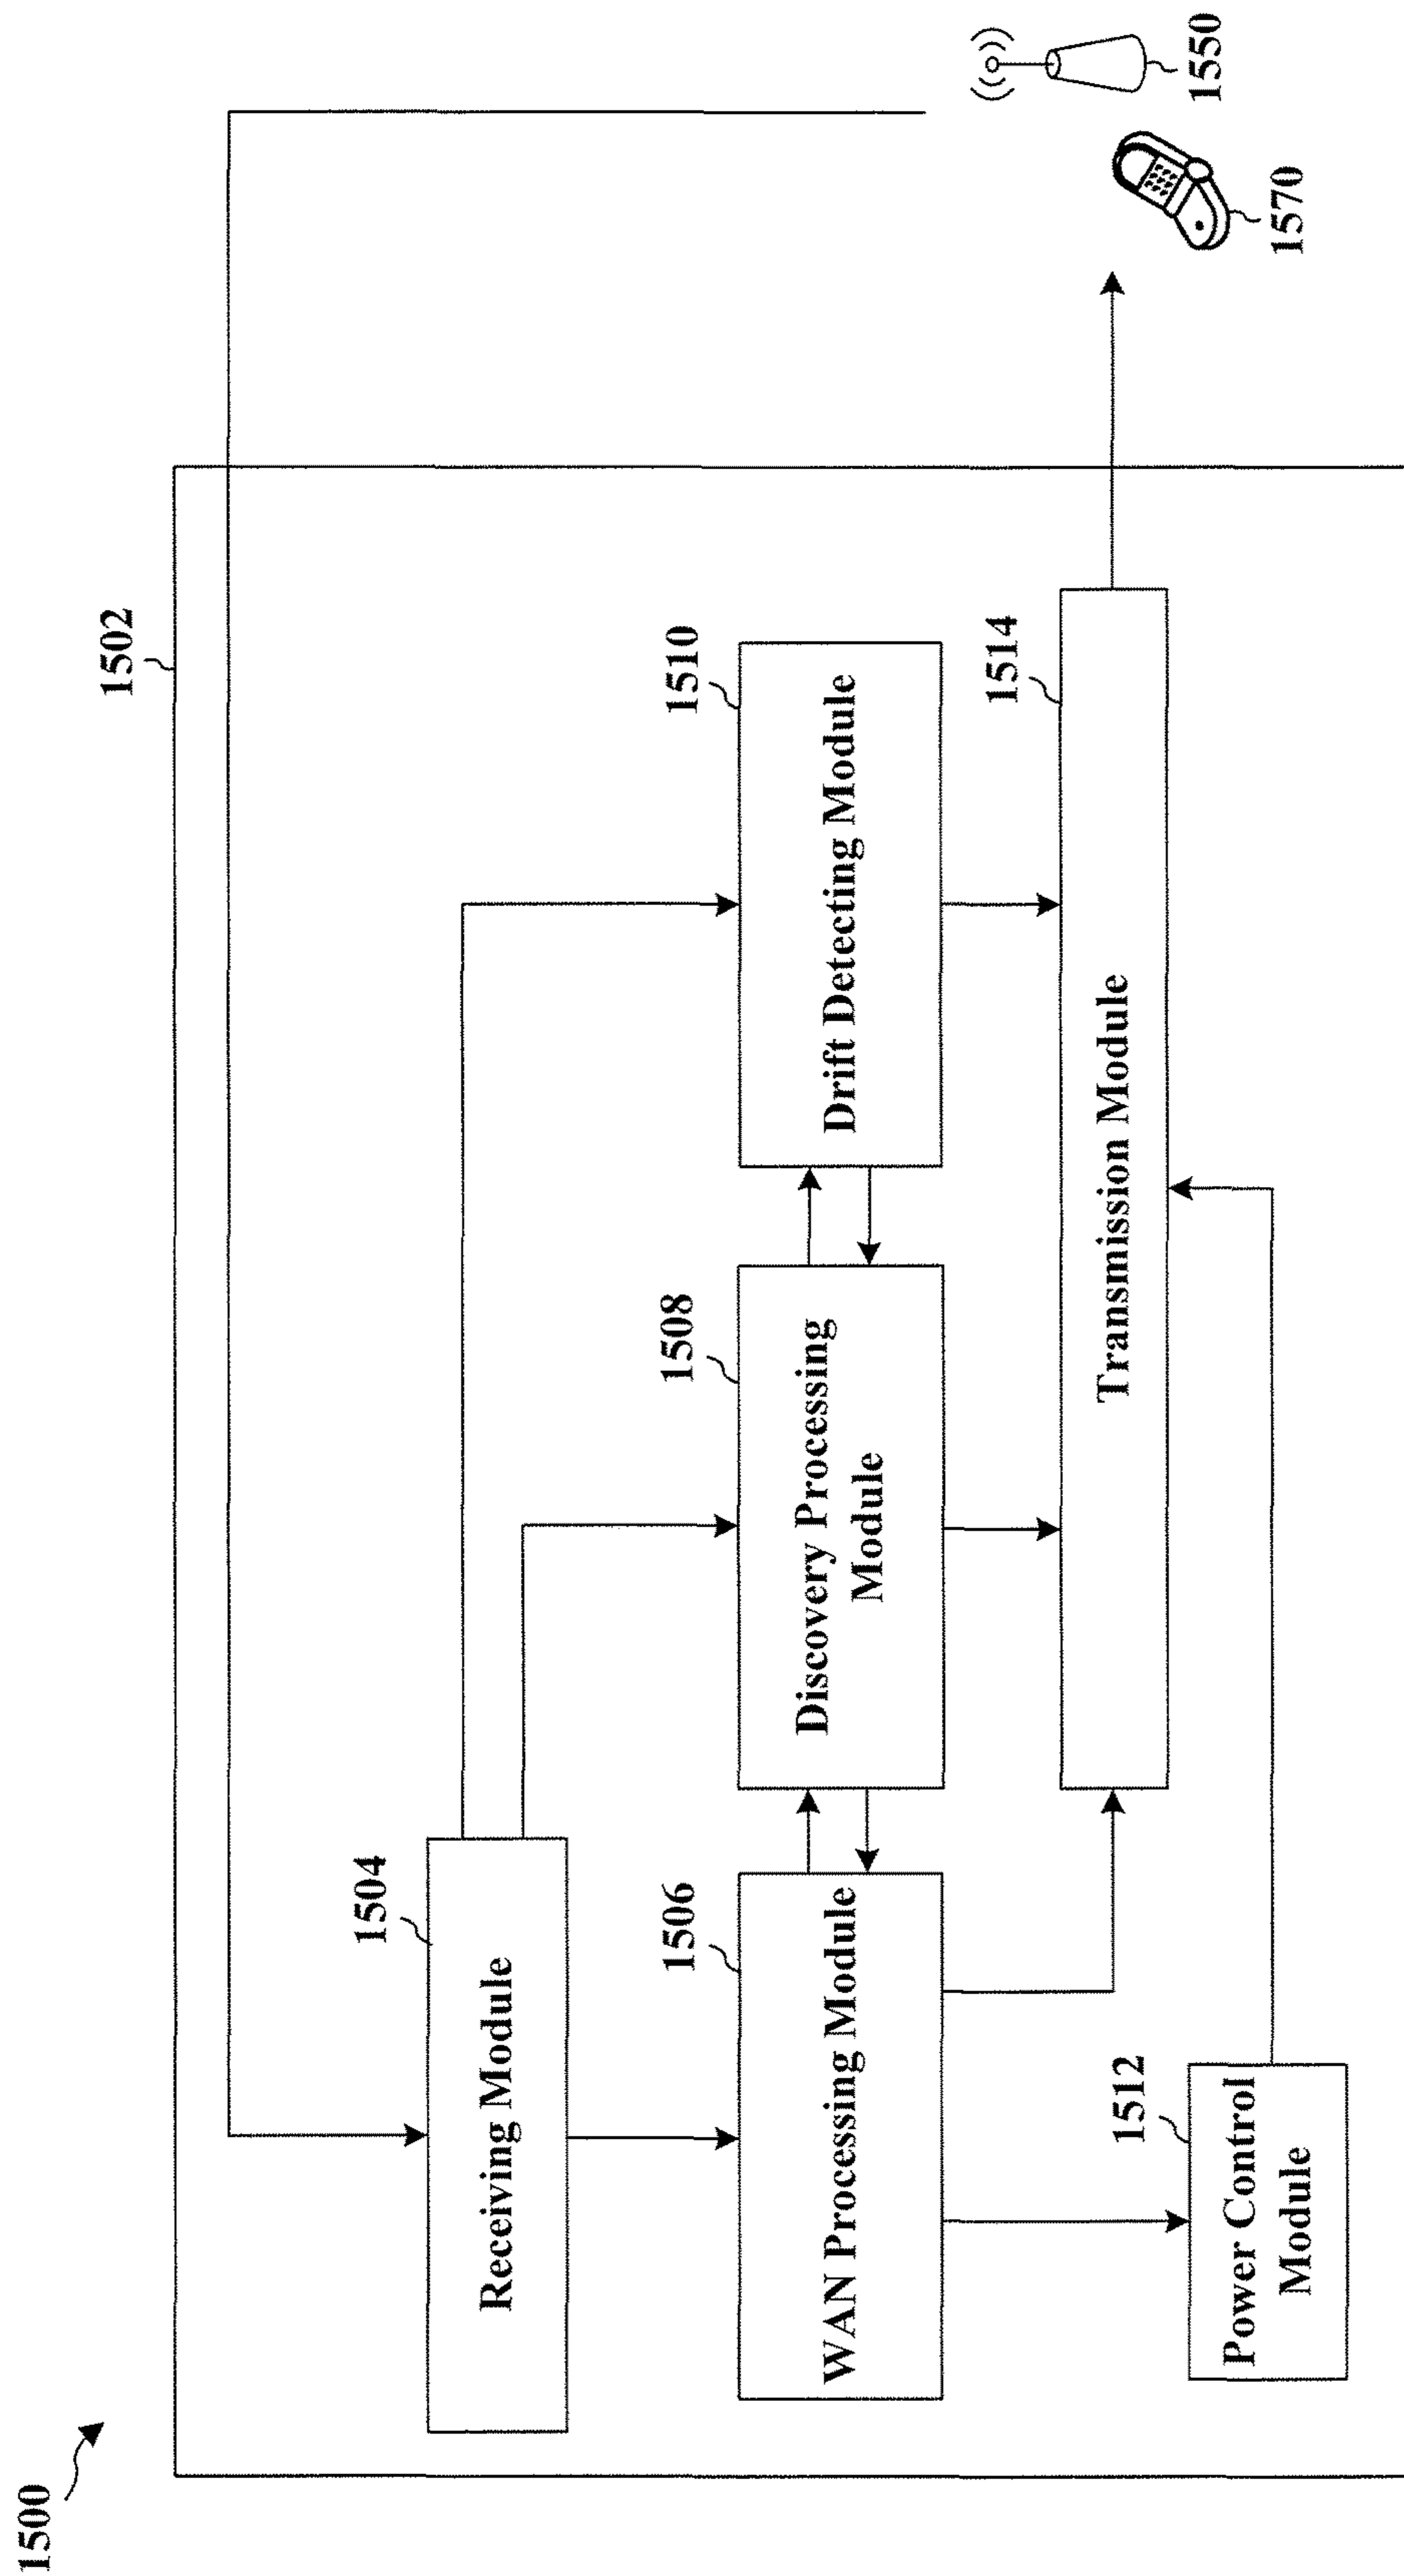 1500
1502
1504
Receiving Module
1506
WAN Processing Module
1508
Discovery Processing
Module
1510
Drift Detecting Module
1512
Power Control
Module
1514
Transmission Module
1550
1570